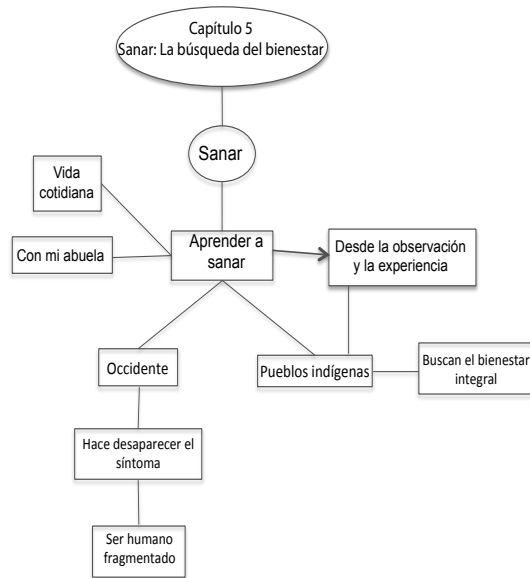 Capítulo 5
Sanar: La búsqueda del bienestar
Sanar
Vida
cotidiana
Con mi abuela
Aprender a
sanar
Desde la observación
y la experiencia
Occidente
Pueblos indígenas
Buscan el bienestar
integral
Hace desaparecer el
síntoma
Ser humano
fragmentado